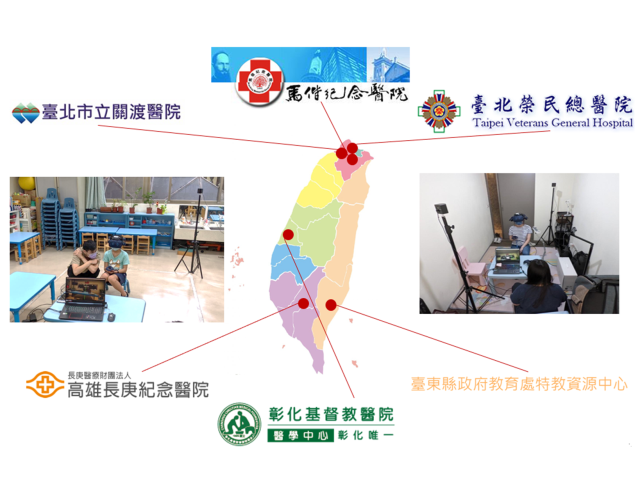 馬偕紀念醫院
臺北市立關渡醫院
臺北榮民總醫院
Taipei Veterans General Hospital
長庚醫療財團法人
高雄長庚紀念醫院
臺東縣政府教育處特教資源中心
彰化基督教醫院
醫學中心 彰化唯一